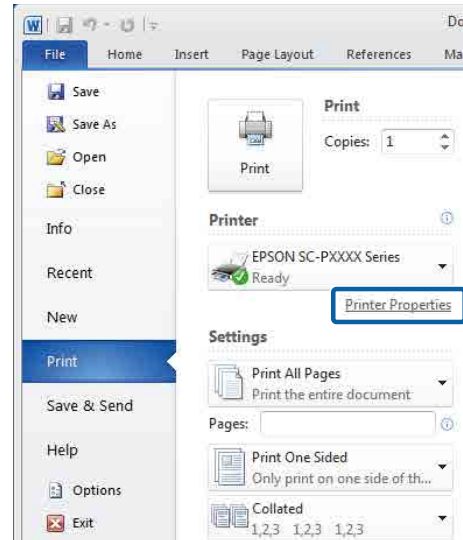 Do
File Home Insert Page Layout References Ma
Save
Save As
Open
Close
Info
Recent
New
Print
Save & Send
Help
Options
Exit
Print
Copies: 1
Print
Printer
EPSON SC-PXXXX Series
Ready
Printer Properties
Settings
Print All Pages
Print the entire document
Pages:
Print One Sided
Only print on one side of th...
Collated
1,2,3 1,2,3 1,2,3